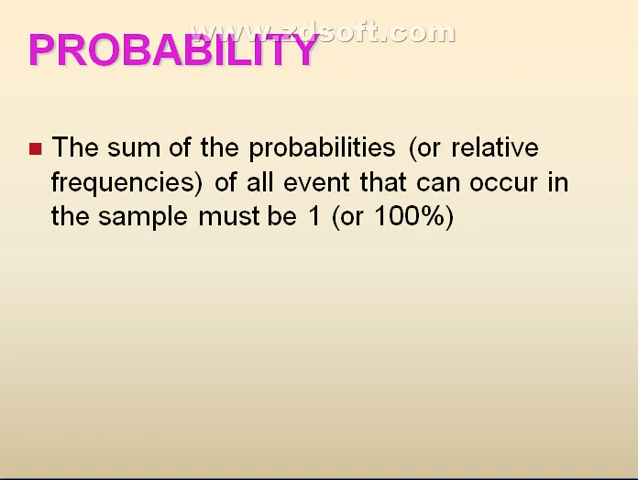 www.zdsoft.com
PROBABILITY
The sum of the probabilities (or relative
frequencies) of all event that can occur in
the sample must be 1 (or 100%)